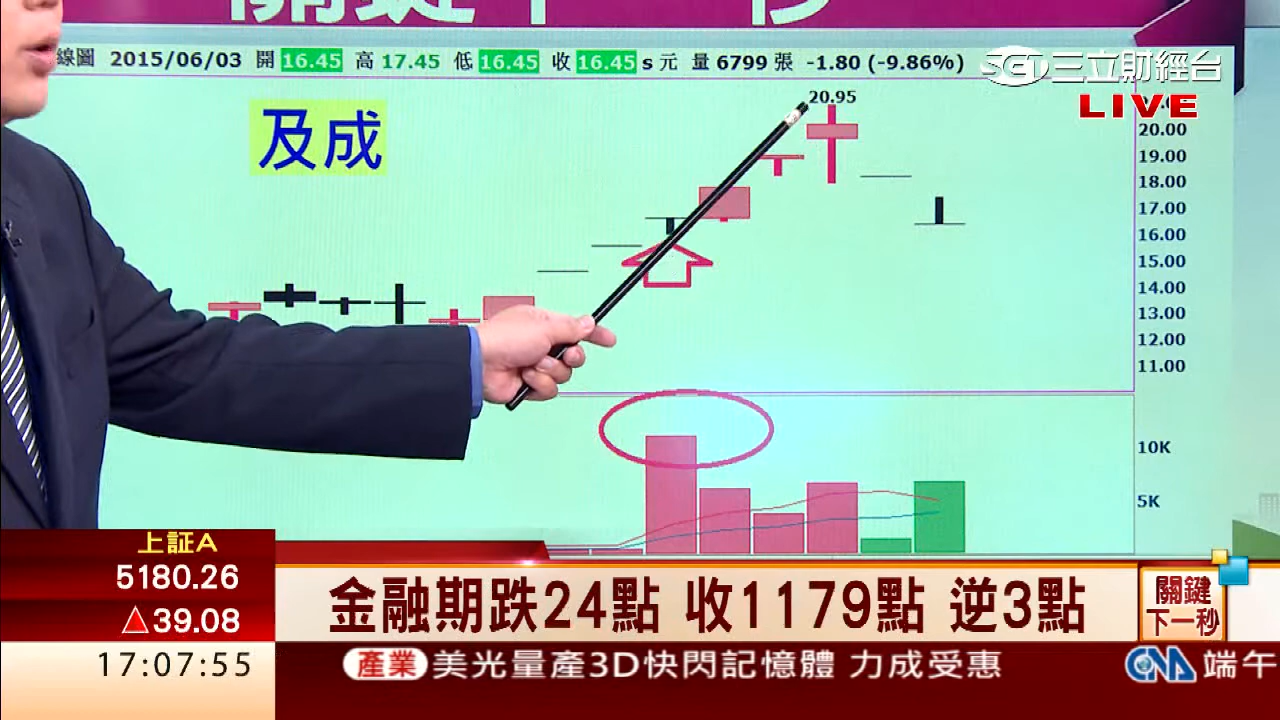 關鍵下一秒
線圖 2015/06/03 開 16.45 高 17.45 低 16.45 收 16.45 s 元 量 6799 張 -1.80 (-9.86%)
SET 三立財經台
LIVE
及成
20.95
20.00
19.00
18.00
17.00
16.00
15.00
14.00
13.00
12.00
11.00
10K
5K
上証A
5180.26
△39.08
17:07:55
金融期跌24點 收1179點 逆3點
關鍵
下一秒
產業 美光量產3D快閃記憶體 力成受惠
CNA 端午